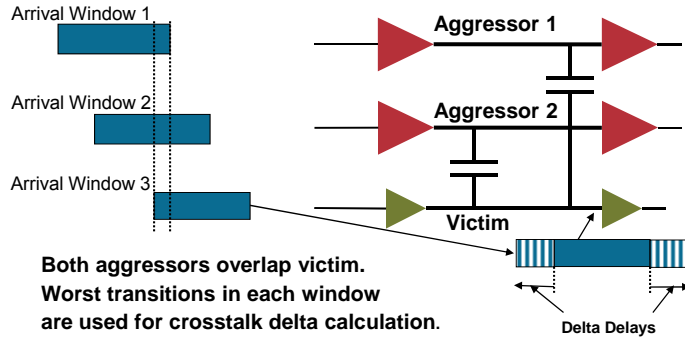 Arrival Window 1
Arrival Window 2
Arrival Window 3
Aggressor 1
Aggressor 2
Victim
Both aggressors overlap victim.
Worst transitions in each window
are used for crosstalk delta calculation.
Delta Delays